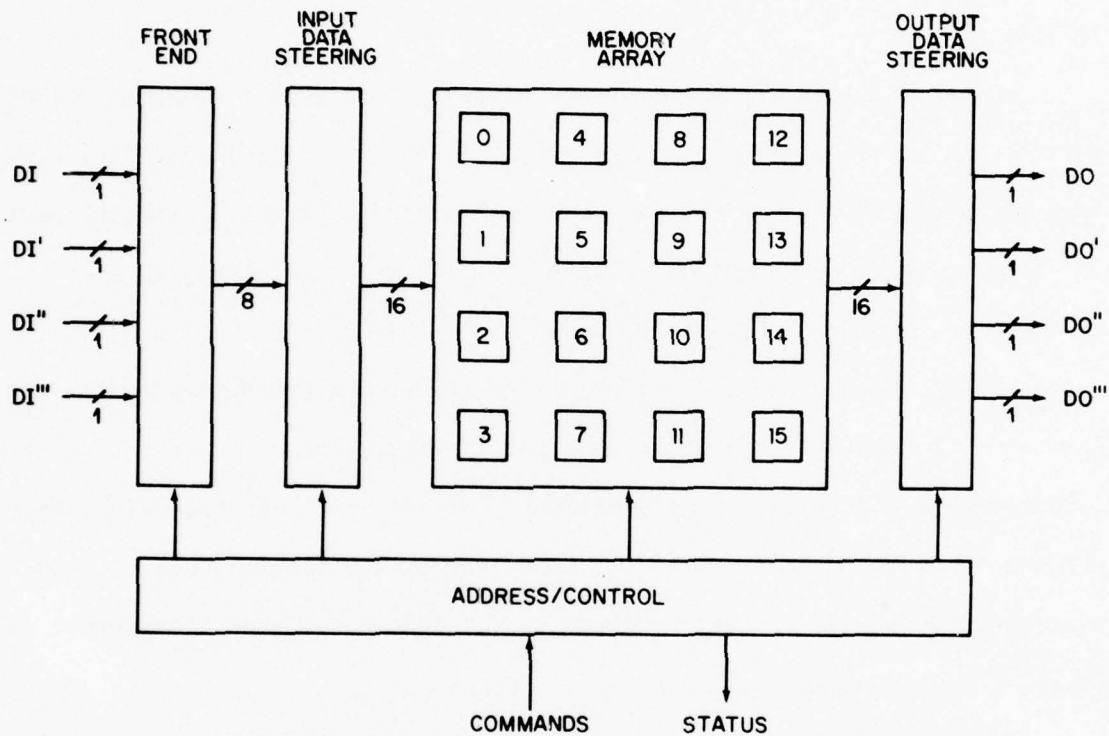 FRONT
END
INPUT
DATA
STEERING
MEMORY
ARRAY
OUTPUT
DATA
STEERING
0 4 8 12
DI 1
1 DO
DI' 1
1 5 9 13
1 DO'
8
16
16
DI'' 1
2 6 10 14
1 DO''
DI''' 1
1 DO'''
3 7 11 15
ADDRESS/CONTROL
COMMANDS
STATUS